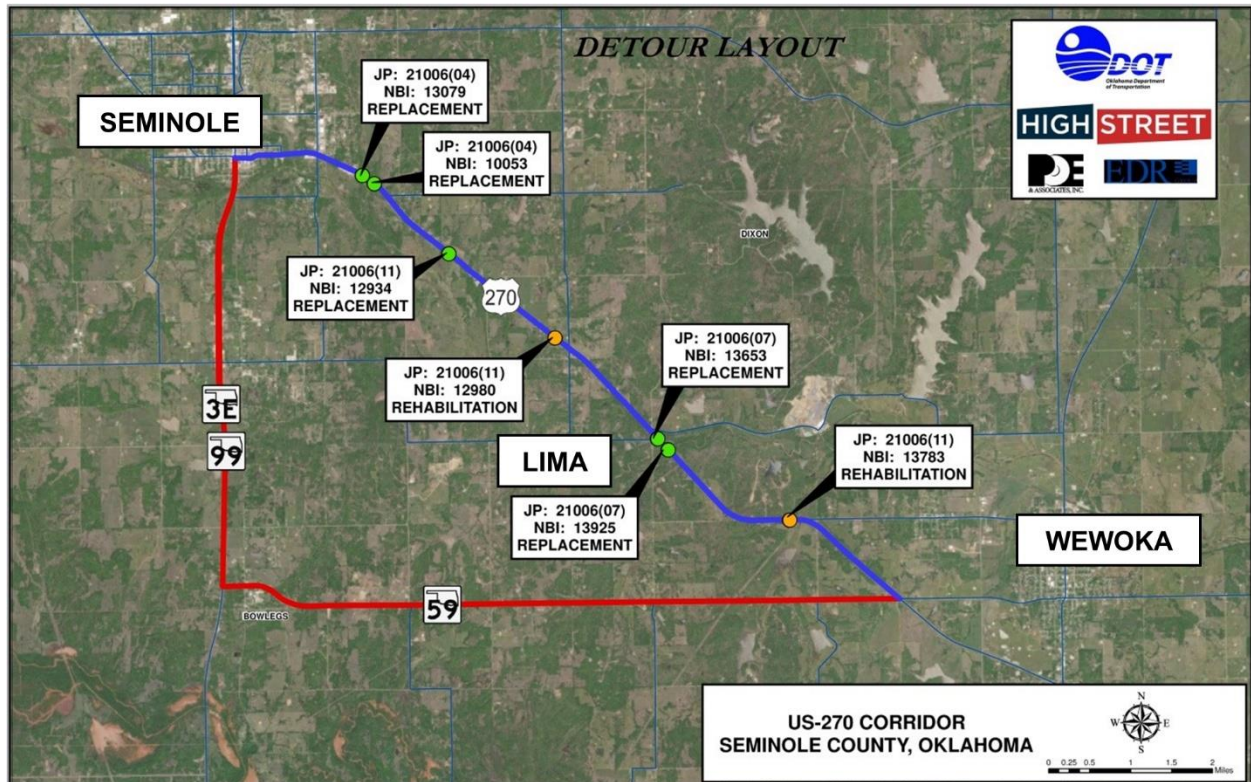 DETOUR LAYOUT
DOT
Oklahoma Department
of Transportation
HIGH STREET
& ASSOCIATES, INC.
EDR
SEMINOLE
JP: 21006(04)
NBI: 13079
REPLACEMENT
JP: 21006(04)
NBI: 10053
REPLACEMENT
DIXON
JP: 21006(11)
NBI: 12934
REPLACEMENT
270
JP: 21006(11)
NBI: 12980
REHABILITATION
JP: 21006(07)
NBI: 13653
REPLACEMENT
3E
99
LIMA
JP: 21006(11)
NBI: 13783
REHABILITATION
JP: 21006(07)
NBI: 13925
REPLACEMENT
WEWOKA
59
BOWLEGS
US-270 CORRIDOR
SEMINOLE COUNTY, OKLAHOMA
N
W E
S
0 0.25 0.5 1 1.5 2
Miles